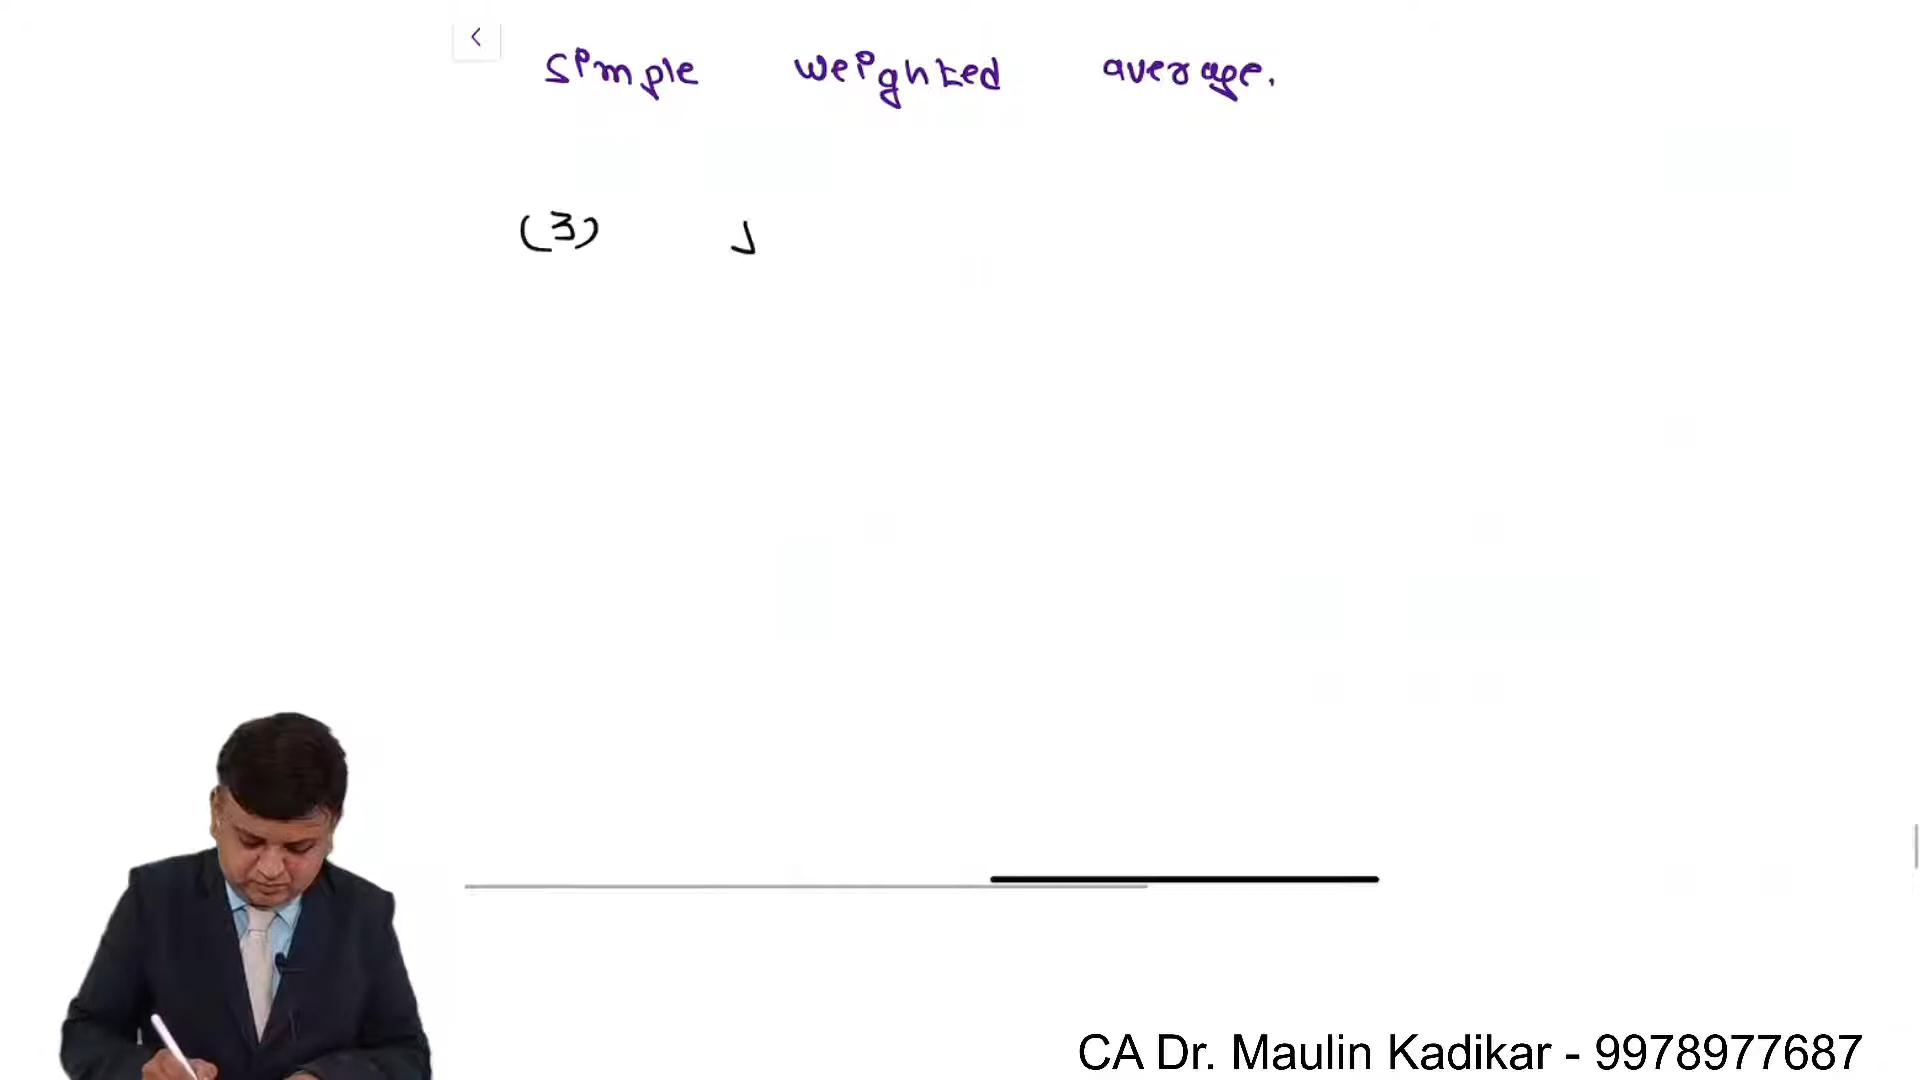 simple weighted average.
(3) J
CA Dr. Maulin Kadikar - 9978977687